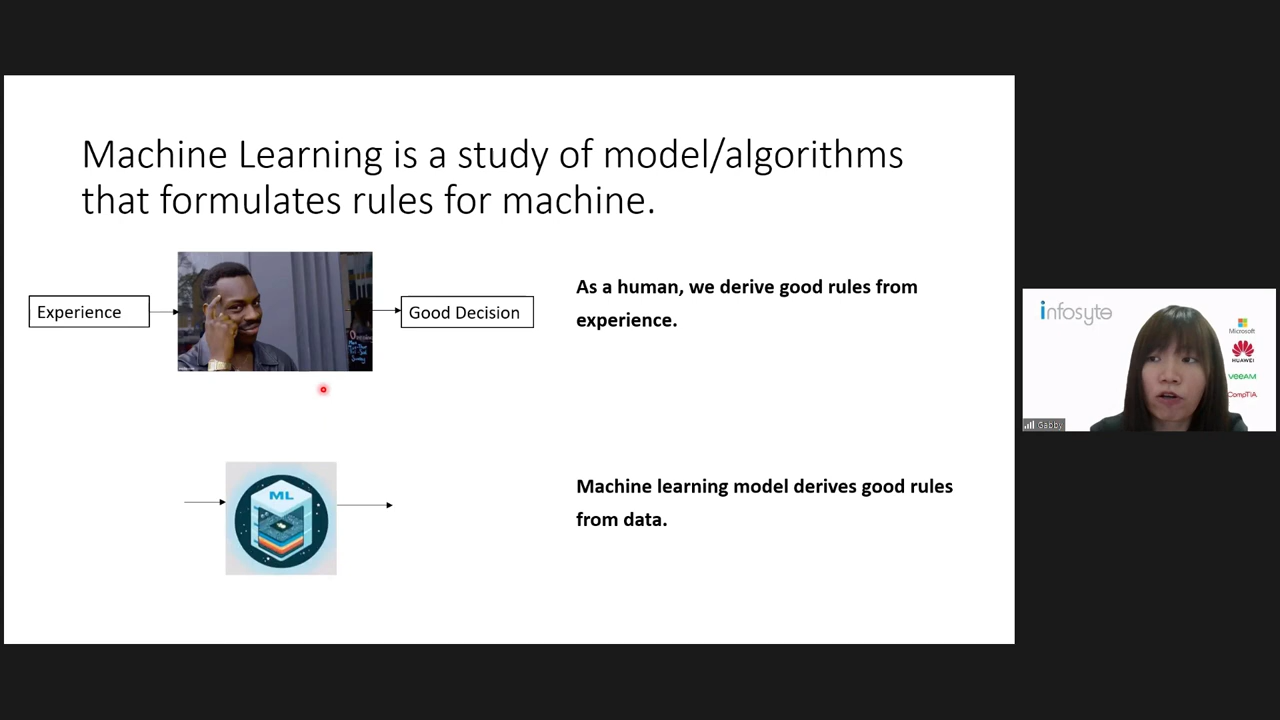 Machine Learning is a study of model/algorithms
that formulates rules for machine.
Experience
Good Decision
As a human, we derive good rules from
experience.
ML
Machine learning model derives good rules
from data.
infosyte
Microsoft
HUAWEI
veeam
CompTIA
Gabby